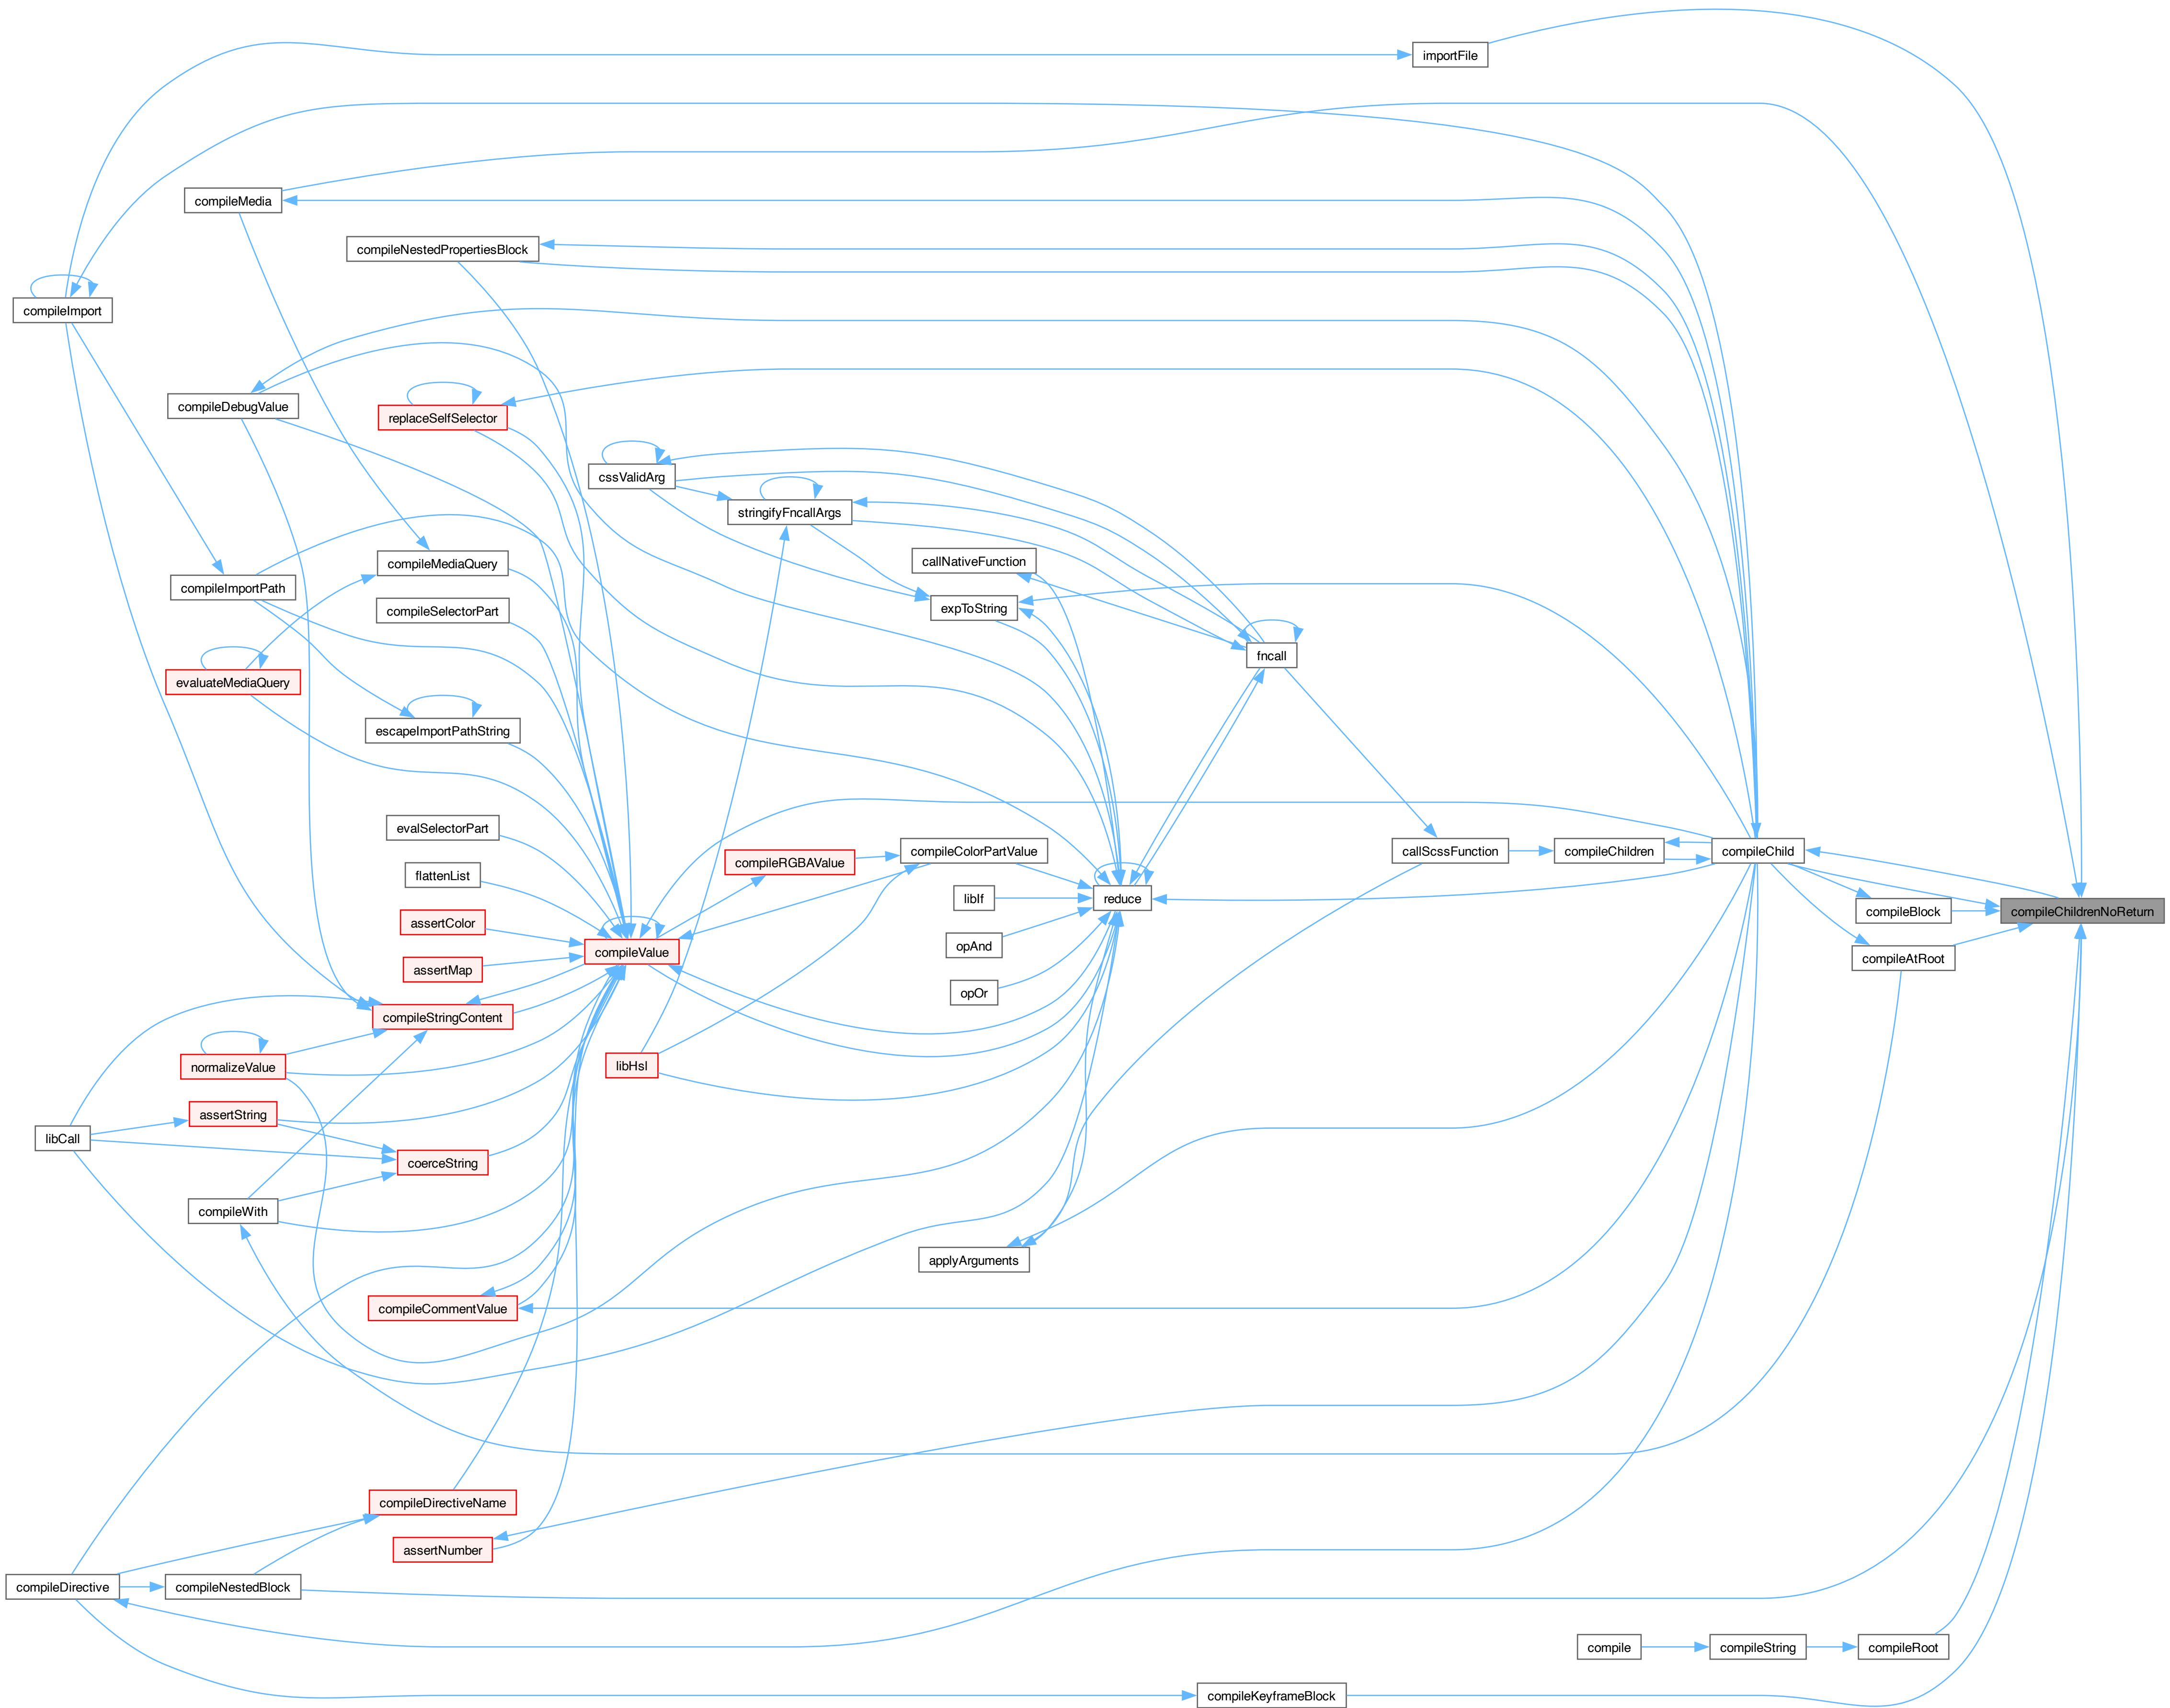 importFile
compileMedia
compileNestedPropertiesBlock
compileImport
compileDebugValue
replaceSelfSelector
cssValidArg
stringifyFncallArgs
callNativeFunction
compileMediaQuery
compileImportPath
compileSelectorPart
expToString
fncall
evaluateMediaQuery
escapeImportPathString
evalSelectorPart
compileColorPartValue
callScssFunction
compileChildren
compileChild
compileRGBAValue
flattenList
libIf
reduce
compileBlock
compileChildrenNoReturn
assertColor
opAnd
compileValue
compileAtRoot
assertMap
opOr
compileStringContent
normalizeValue
libHsl
assertString
libCall
coerceString
compileWith
applyArguments
compileCommentValue
compileDirectiveName
assertNumber
compileDirective
compileNestedBlock
compile
compileString
compileRoot
compileKeyframeBlock